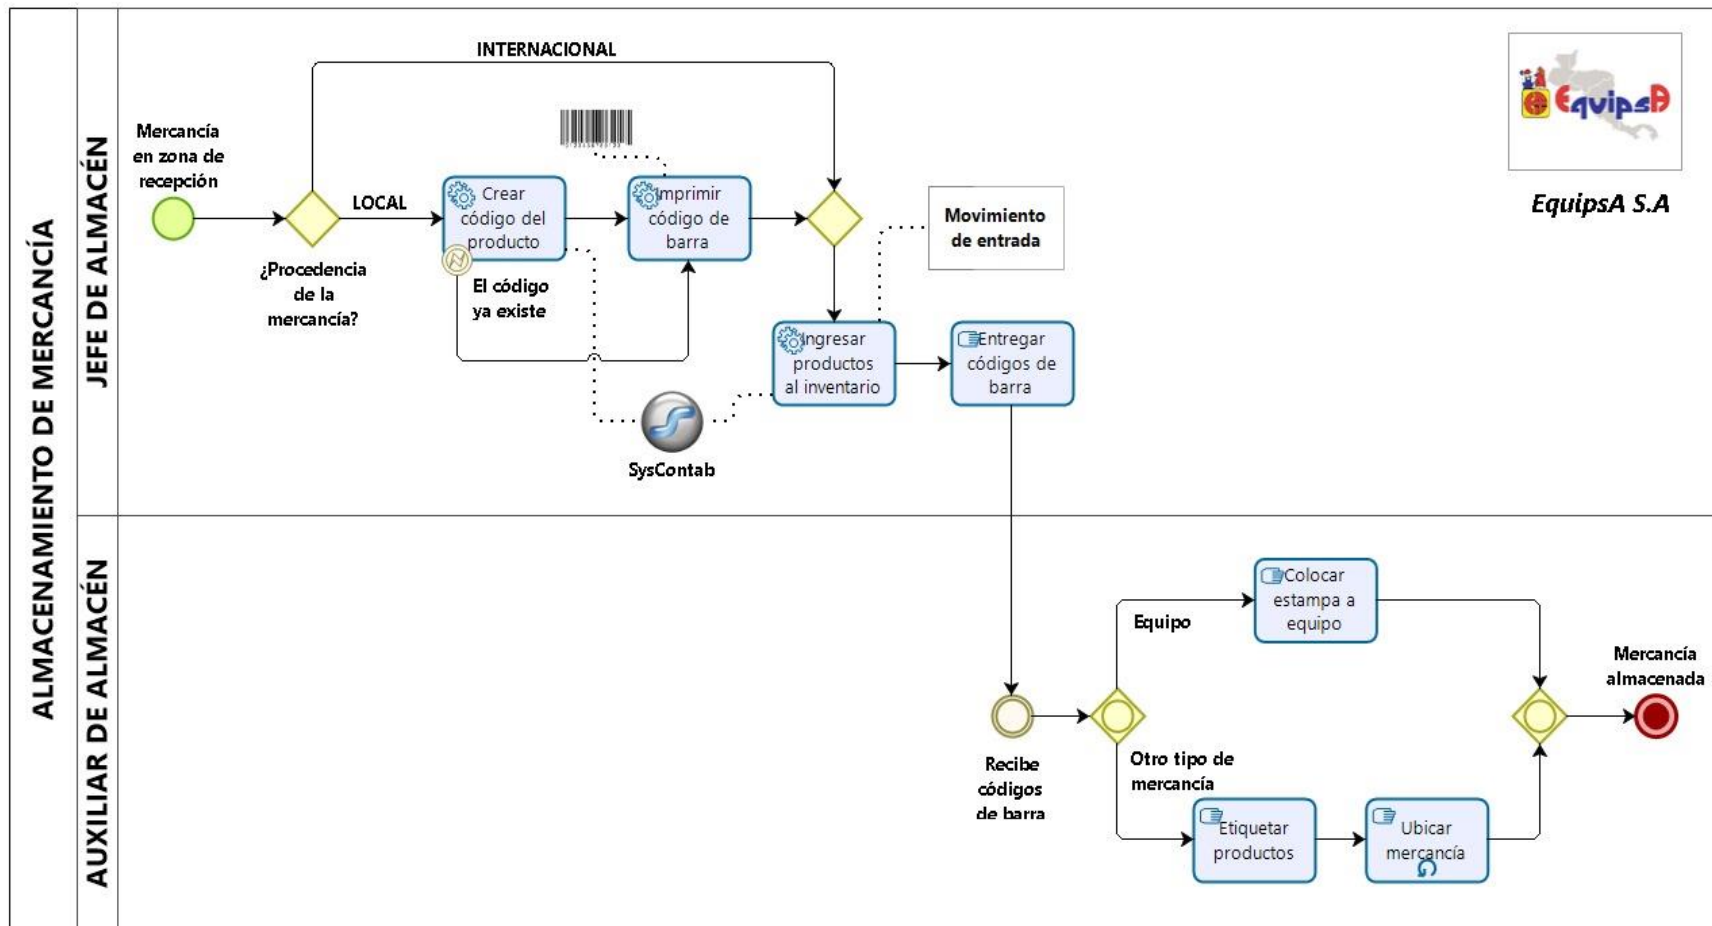 ALMACENAMIENTO DE MERCANCÍA
JEFE DE ALMACÉN
INTERNACIONAL
Mercancía
en zona de
recepción
LOCAL
¿Procedencia
de la
mercancía?
Crear
código del
producto
El código
ya existe
Imprimir
código de
barra
Movimiento
de entrada
Ingresar
productos
al inventario
Entregar
códigos de
barra
SysContab
EquipsA
EquipsA S.A
AUXILIAR DE ALMACÉN
Recibe
códigos
de barra
Equipo
Colocar
estampa a
equipo
Otro tipo de
mercancía
Etiquetar
productos
Ubicar
mercancía
Mercancía
almacenada